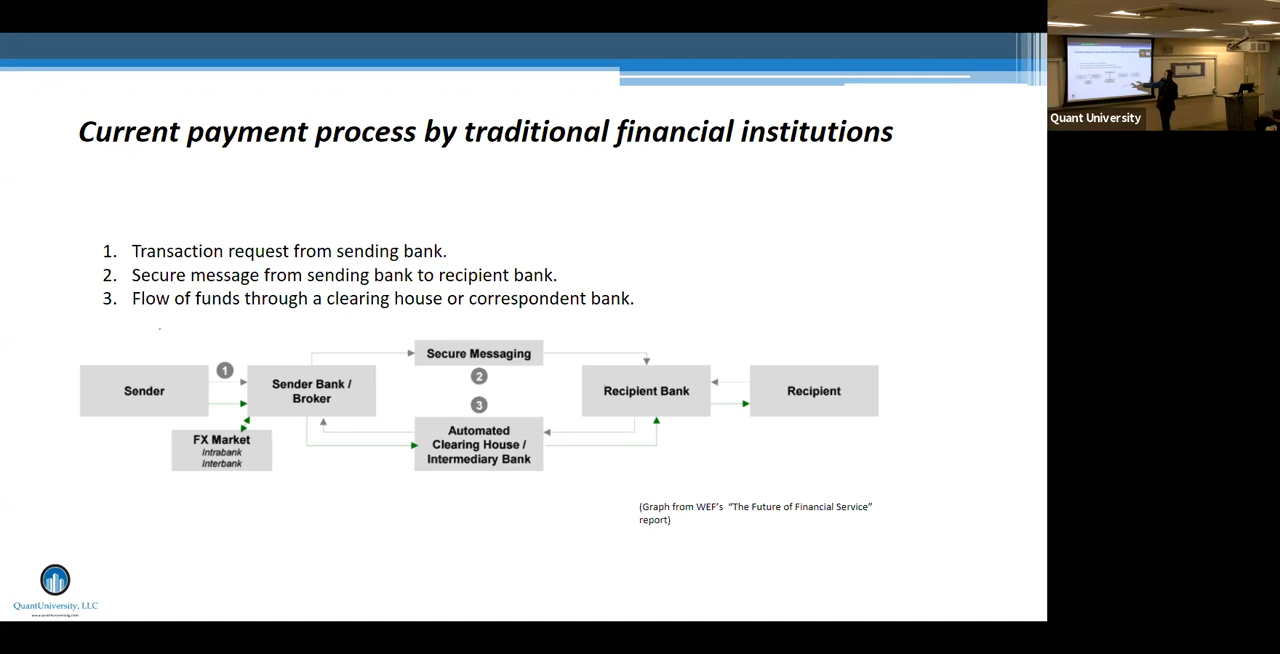 Current payment process by traditional financial institutions
Quant University
1. Transaction request from sending bank.
2. Secure message from sending bank to recipient bank.
3. Flow of funds through a clearing house or correspondent bank.
Sender
1
Sender Bank /
Broker
FX Market
Intrabank
Interbank
Secure Messaging
2
3
Automated
Clearing House /
Intermediary Bank
Recipient Bank
Recipient
(Graph from WEF's "The Future of Financial Service"
report)
QuantUniversity, LLC